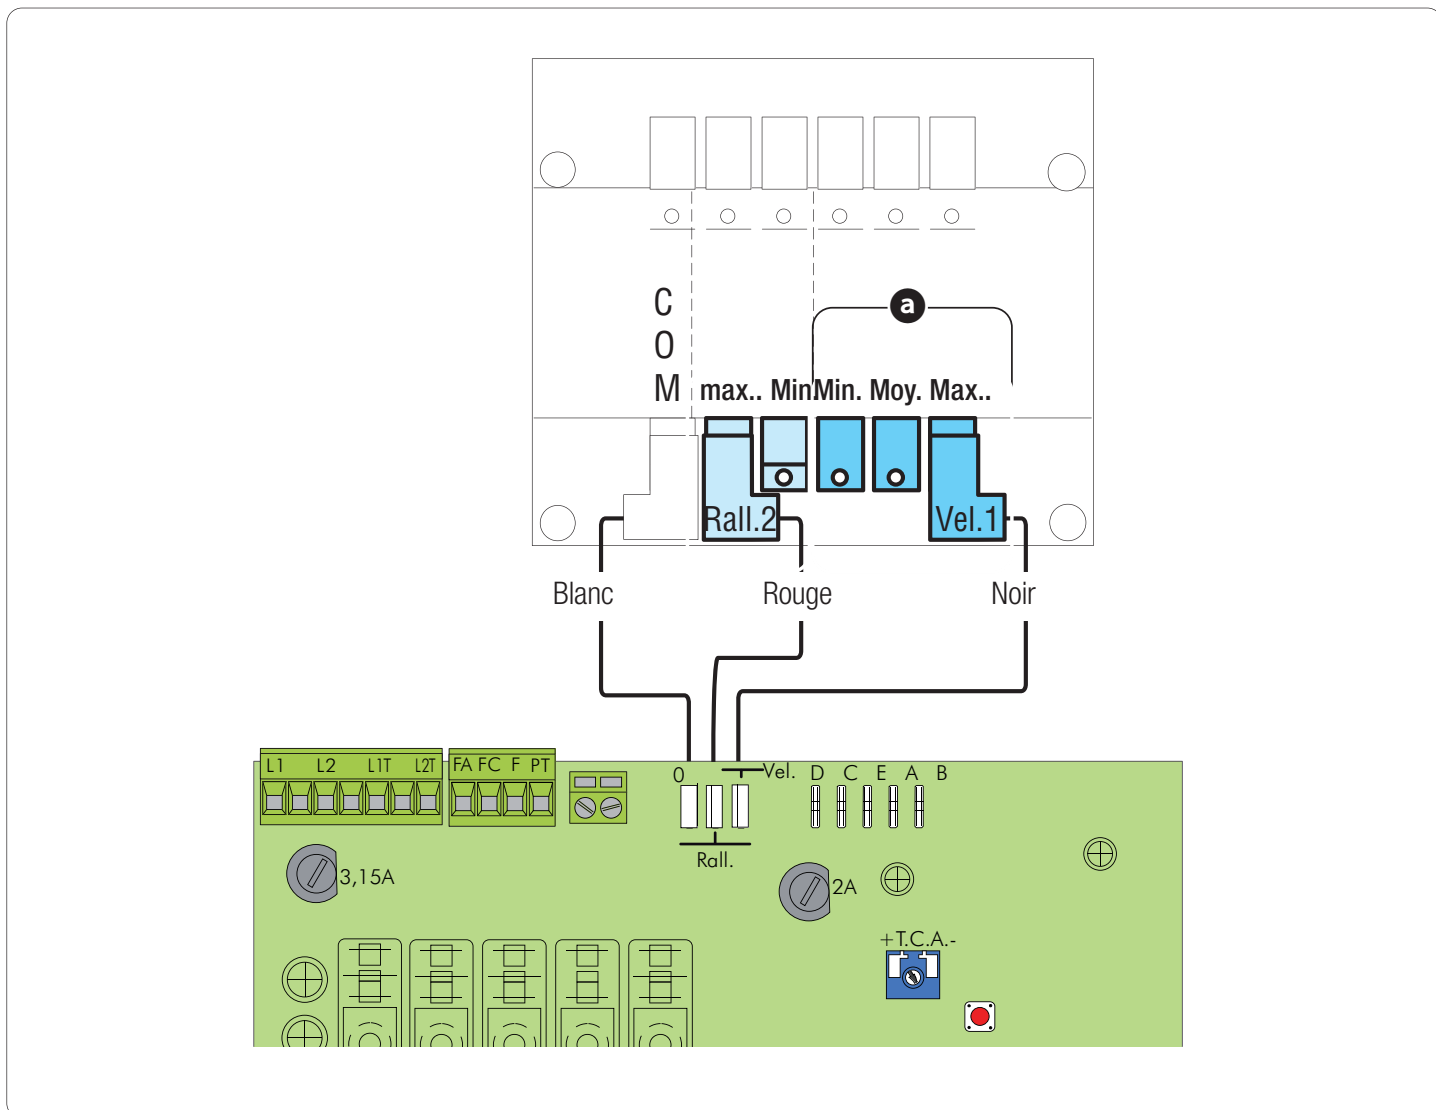 a
C
O
M
max.. Min. Min. Moy. Max..
Rall.2 Vel.1
Blanc Rouge Noir
L1 L2 L1T L2T FA FC F PT
0 Vel. D C E A B
Rall.
3,15A
2A
+T.C.A.-